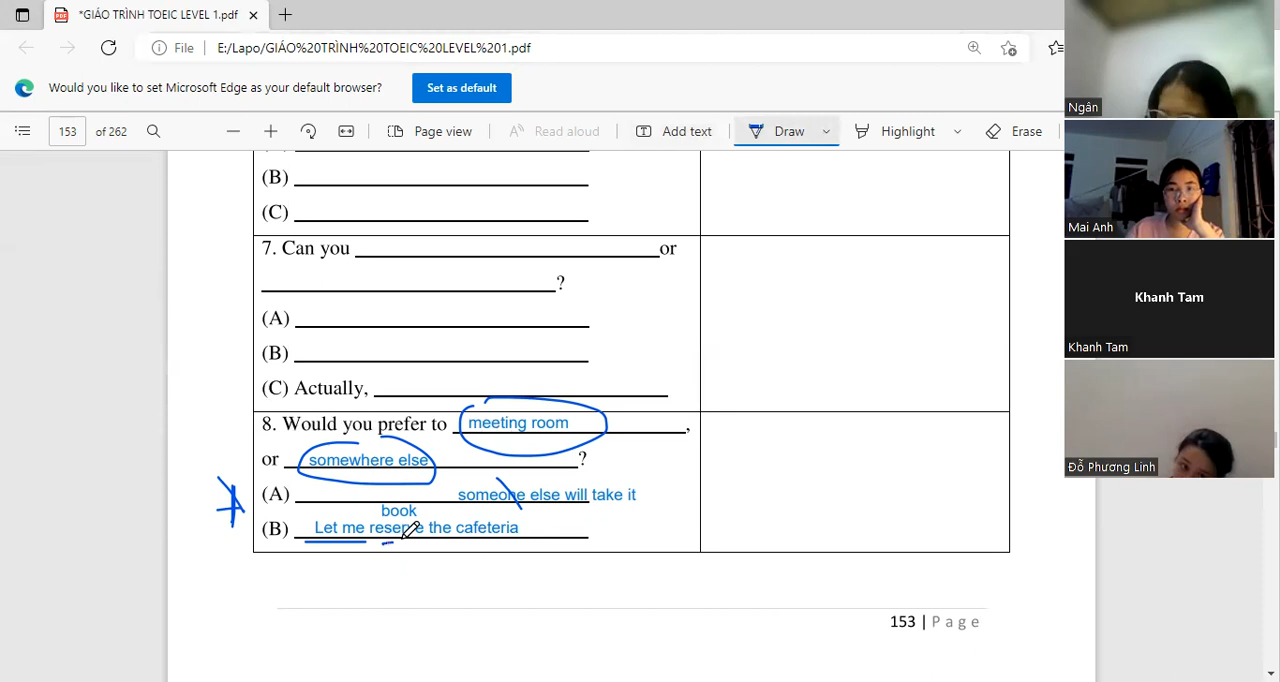 *GIÁO TRÌNH TOEIC LEVEL 1.pdf
File E:/Lapo/GIÁO%20TRÌNH%20TOEIC%20LEVEL%201.pdf
Would you like to set Microsoft Edge as your default browser? Set as default
153 of 262 Page view Read aloud Add text Draw Highlight Erase
(B)
(C)
7. Can you or
?
(A)
(B)
(C) Actually,
8. Would you prefer to meeting room ,
or somewhere else ?
(A) someone else will take it
book
(B) Let me reserve the cafeteria
153 | Page
Ngân
Mai Anh
Khanh Tam
Khanh Tam
Đỗ Phương Linh